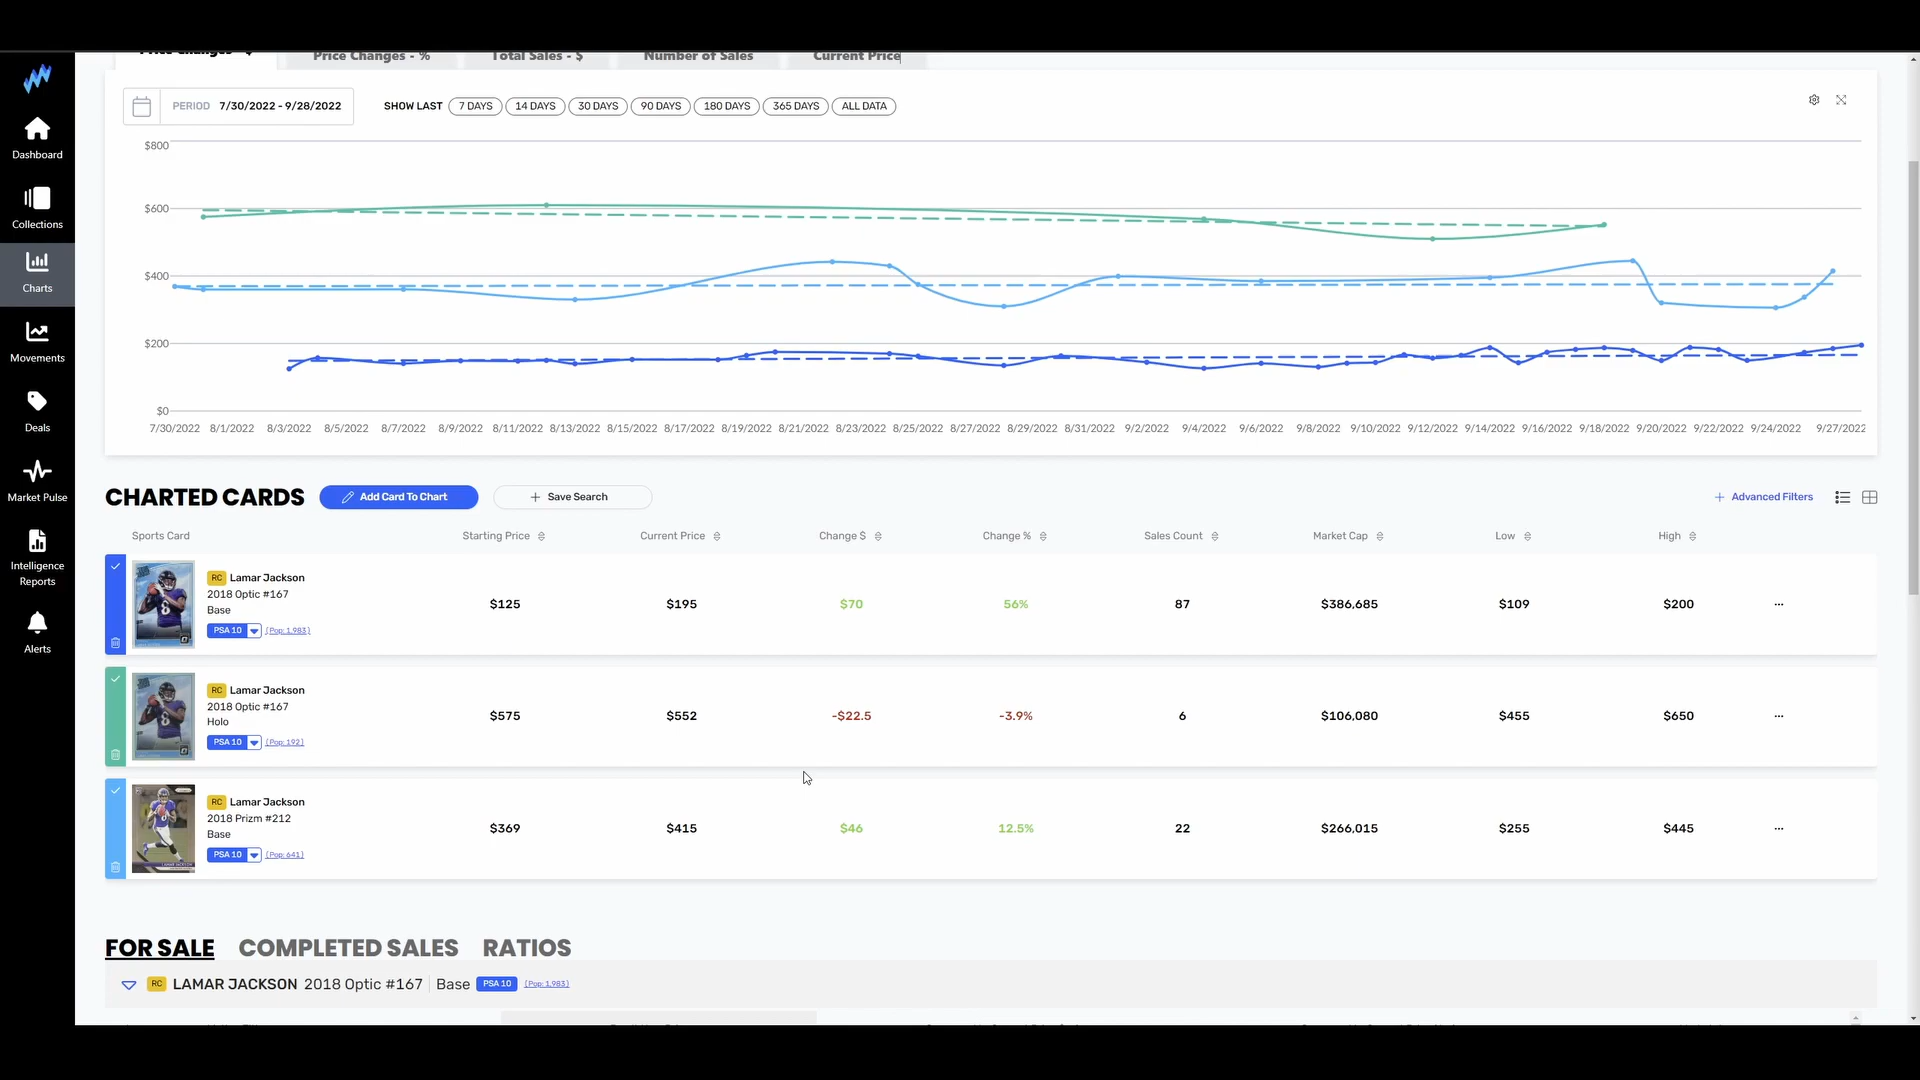 Price Changes - $
Price Changes - %
Total Sales - $
Number of Sales
Current Price
PERIOD 7/30/2022 - 9/28/2022
SHOW LAST 7 DAYS 14 DAYS 30 DAYS 90 DAYS 180 DAYS 365 DAYS ALL DATA
Dashboard
Collections
Charts
Movements
Deals
Market Pulse
Intelligence
Reports
Alerts
$800
$600
$400
$200
$0
7/30/2022 8/1/2022 8/3/2022 8/5/2022 8/7/2022 8/9/2022 8/11/2022 8/13/2022 8/15/2022 8/17/2022 8/19/2022 8/21/2022 8/23/2022 8/25/2022 8/27/2022 8/29/2022 8/31/2022 9/2/2022 9/4/2022 9/6/2022 9/8/2022 9/10/2022 9/12/2022 9/14/2022 9/16/2022 9/18/2022 9/20/2022 9/22/2022 9/24/2022 9/27/2022
CHARTED CARDS Add Card To Chart + Save Search + Advanced Filters
Sports Card Starting Price Current Price Change $ Change % Sales Count Market Cap Low High
RC Lamar Jackson
2018 Optic #167
Base
PSA 10 (Pop: 1,983)
$125 $195 $70 56% 87 $386,685 $109 $200 ...
RC Lamar Jackson
2018 Optic #167
Holo
PSA 10 (Pop: 192)
$575 $552 -$22.5 -3.9% 6 $106,080 $455 $650 ...
RC Lamar Jackson
2018 Prizm #212
Base
PSA 10 (Pop: 641)
$369 $415 $46 12.5% 22 $266,015 $255 $445 ...
FOR SALE COMPLETED SALES RATIOS
RC LAMAR JACKSON 2018 Optic #167 Base PSA 10 (Pop: 1,983)